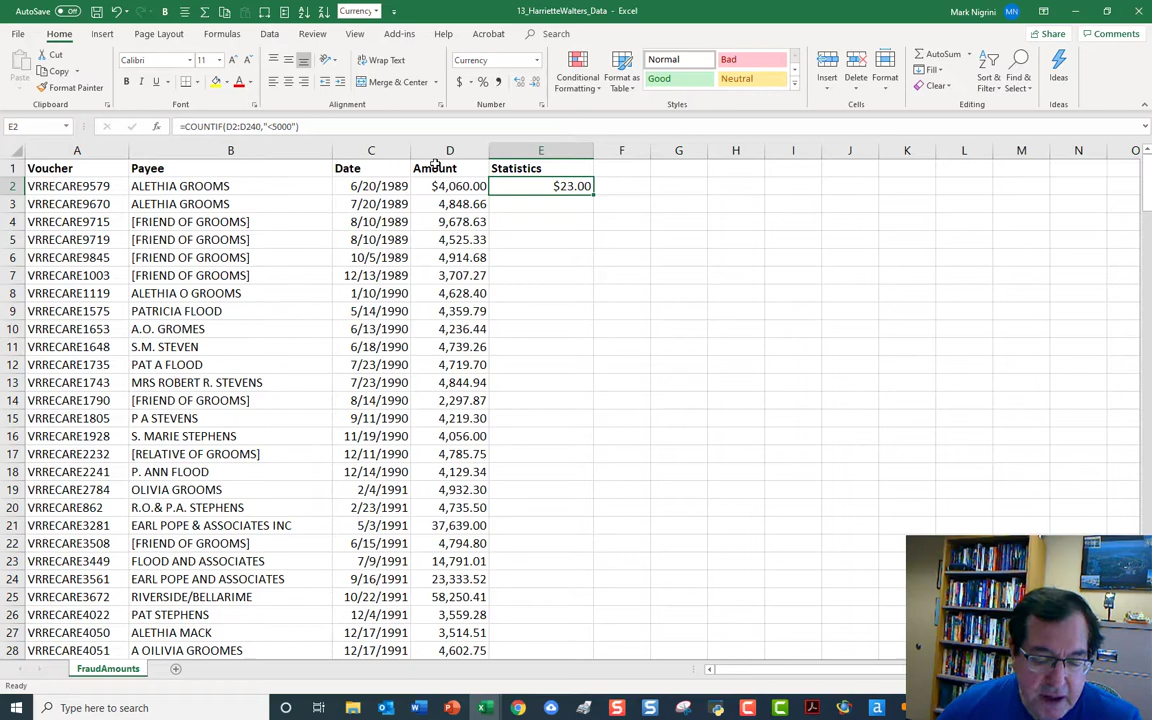 AutoSave Off Currency 13_HarrietteWalters_Data - Excel Mark Nigrini MN
File Home Insert Draw Page Layout Formulas Data Review View Add-ins Help Acrobat Search Share Comments
Cut Calibri 11 Wrap Text Currency Normal Bad AutoSum
Paste Copy Format Painter Merge & Center Conditional Formatting Format as Table Good Neutral Insert Delete Format Fill Clear Sort & Filter Find & Select Ideas
Clipboard Font Alignment Number Styles Cells Editing Ideas
E2 =COUNTIF(D2:D240,"<5000")
A B C D E F G H I J K L M N O
1 Voucher Payee Date Amount Statistics
2 VRRECARE9579 ALETHIA GROOMS 6/20/1989 $4,060.00 $23.00
3 VRRECARE9670 ALETHIA GROOMS 7/20/1989 4,848.66
4 VRRECARE9715 [FRIEND OF GROOMS] 8/10/1989 9,678.63
5 VRRECARE9719 [FRIEND OF GROOMS] 8/10/1989 4,525.33
6 VRRECARE9845 [FRIEND OF GROOMS] 10/5/1989 4,914.68
7 VRRECARE1003 [FRIEND OF GROOMS] 12/13/1989 3,707.27
8 VRRECARE1119 ALETHIA O GROOMS 1/10/1990 4,628.40
9 VRRECARE1575 PATRICIA FLOOD 5/14/1990 4,359.79
10 VRRECARE1653 A.O. GROMES 6/13/1990 4,236.44
11 VRRECARE1648 S.M. STEVEN 6/18/1990 4,739.26
12 VRRECARE1735 PAT A FLOOD 7/23/1990 4,719.70
13 VRRECARE1743 MRS ROBERT R. STEVENS 7/23/1990 4,844.94
14 VRRECARE1790 [FRIEND OF GROOMS] 8/14/1990 2,297.87
15 VRRECARE1805 P A STEVENS 9/11/1990 4,219.30
16 VRRECARE1928 S. MARIE STEPHENS 11/19/1990 4,056.00
17 VRRECARE2232 [RELATIVE OF GROOMS] 12/11/1990 4,785.75
18 VRRECARE2241 P. ANN FLOOD 12/14/1990 4,129.34
19 VRRECARE2784 OLIVIA GROOMS 2/4/1991 4,932.30
20 VRRECARE862 R.O.& P.A. STEPHENS 2/23/1991 4,735.50
21 VRRECARE3281 EARL POPE & ASSOCIATES INC 5/3/1991 37,639.00
22 VRRECARE3508 [FRIEND OF GROOMS] 6/15/1991 4,794.80
23 VRRECARE3449 FLOOD AND ASSOCIATES 7/9/1991 14,791.01
24 VRRECARE3561 EARL POPE AND ASSOCIATES 9/16/1991 23,333.52
25 VRRECARE3672 RIVERSIDE/BELLARIME 10/22/1991 58,250.41
26 VRRECARE4022 PAT STEPHENS 12/4/1991 3,559.28
27 VRRECARE4050 ALETHIA MACK 12/17/1991 3,514.51
28 VRRECARE4051 A OILIVIA GROOMES 12/17/1991 4,602.75
FraudAmounts
Ready
Type here to search